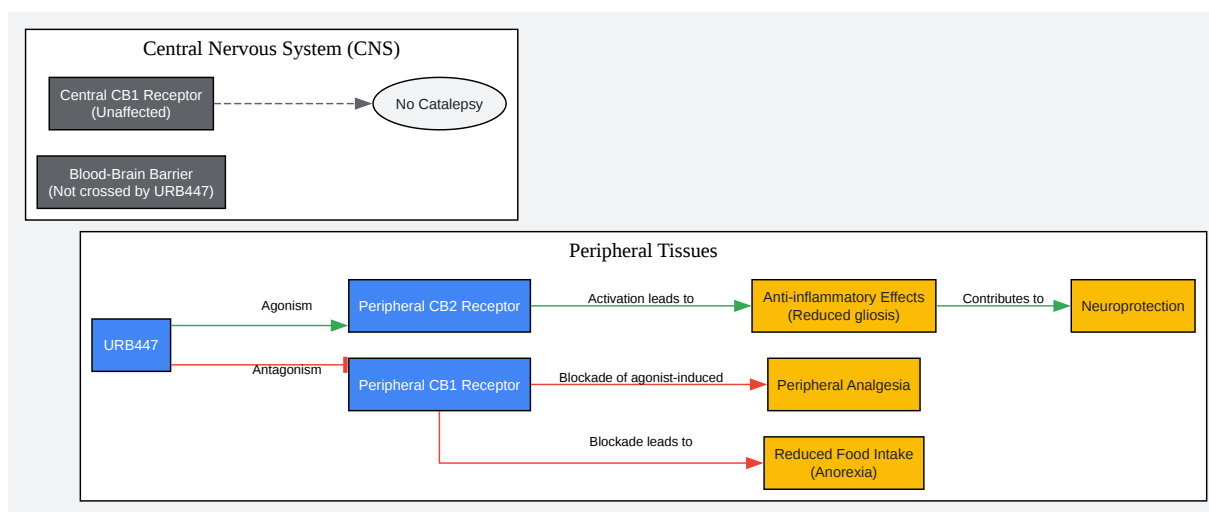 Central Nervous System (CNS)
Central CB1 Receptor
(Unaffected)
No Catalepsy
Blood-Brain Barrier
(Not crossed by URB447)
Peripheral Tissues
URB447
Agonism
Antagonism
Peripheral CB2 Receptor
Activation leads to
Anti-inflammatory Effects
(Reduced gliosis)
Contributes to
Neuroprotection
Peripheral CB1 Receptor
Blockade of agonist-induced
Peripheral Analgesia
Blockade leads to
Reduced Food Intake
(Anorexia)